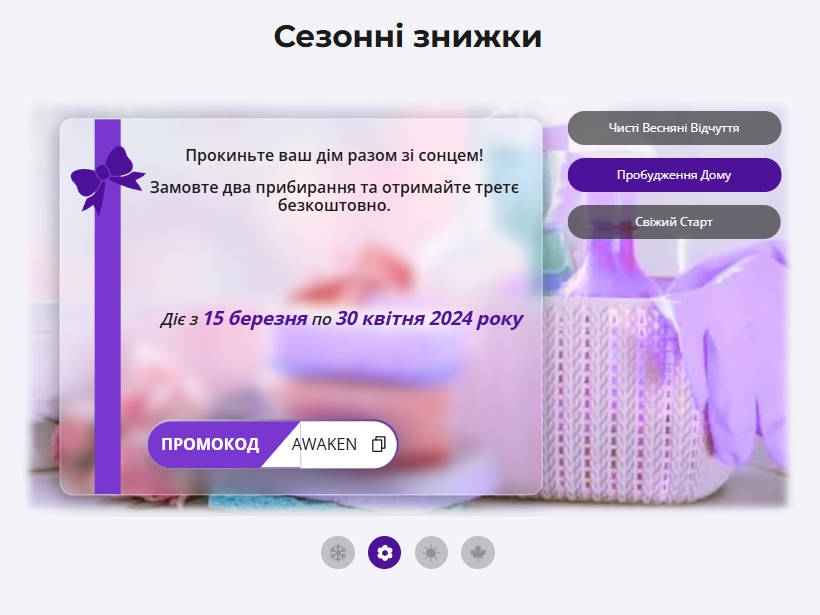 Сезонні знижки
Прокиньте ваш дім разом зі сонцем!
Замовте два прибирання та отримайте третє
безкоштовно.
Діє з 15 березня по 30 квітня 2024 року
ПРОМОКОД AWAKEN
Чисті Весняні Відчуття
Пробудження Дому
Свіжий Старт